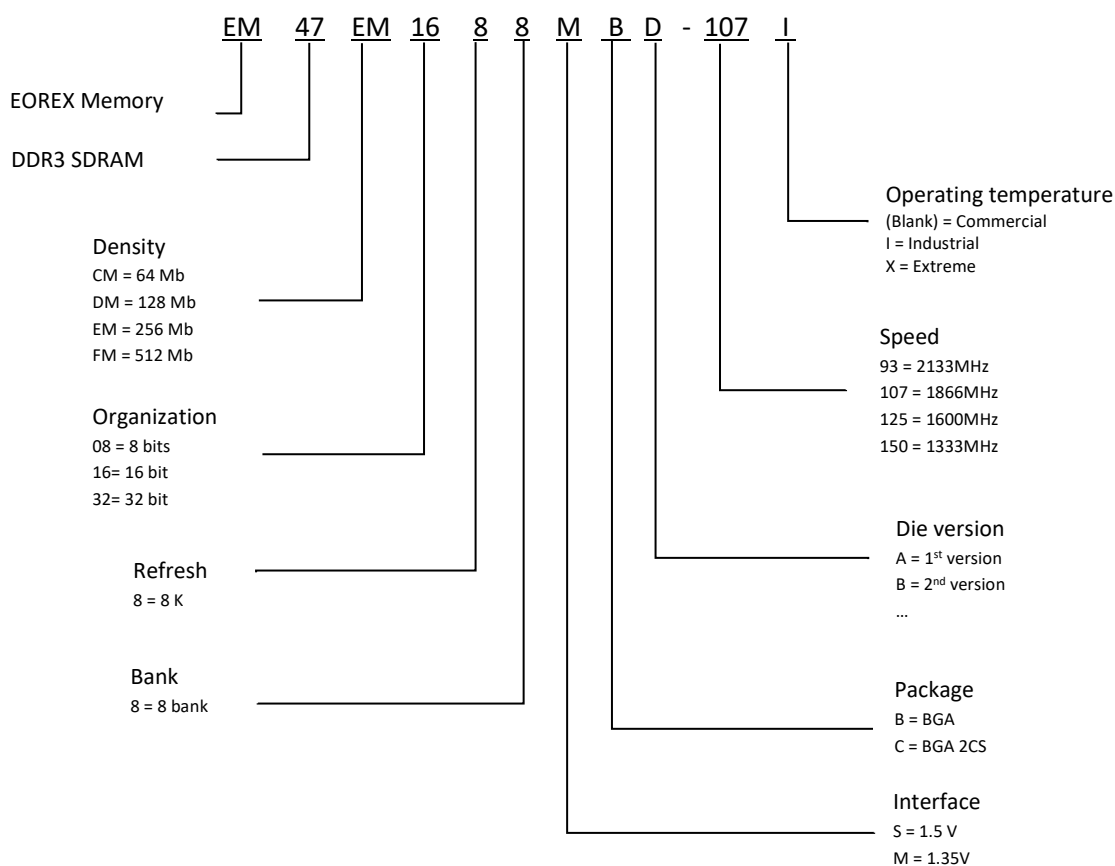 EM 47 EM 16 8 8 M B D - 107 I
EOREX Memory
DDR3 SDRAM
Density
CM = 64 Mb
DM = 128 Mb
EM = 256 Mb
FM = 512 Mb
Organization
08 = 8 bits
16= 16 bit
32= 32 bit
Refresh
8 = 8 K
Bank
8 = 8 bank
Operating temperature
(Blank) = Commercial
I = Industrial
X = Extreme
Speed
93 = 2133MHz
107 = 1866MHz
125 = 1600MHz
150 = 1333MHz
Die version
A = 1st version
B = 2nd version
...
Package
B = BGA
C = BGA 2CS
Interface
S = 1.5 V
M = 1.35V